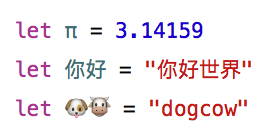 let π = 3.14159
let 你好 = "你好世界"
let 🐶🐮 = "dogcow"